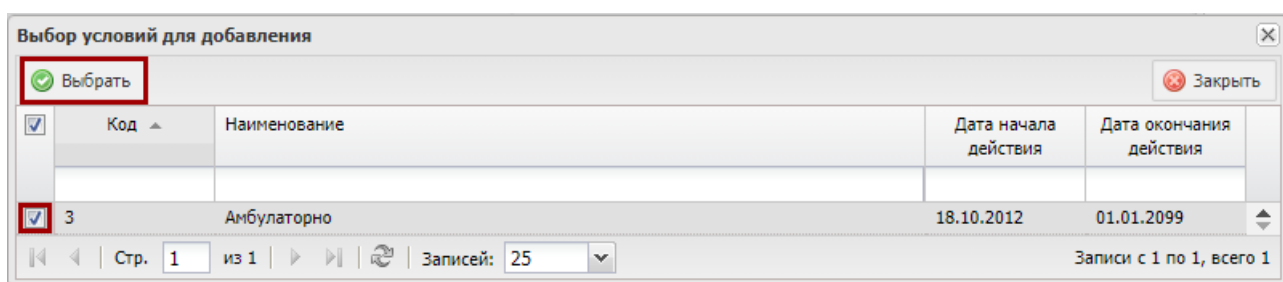 Выбор условий для добавления
Выбрать Закрыть
Код Наименование Дата начала действия Дата окончания действия
3 Амбулаторно 18.10.2012 01.01.2099
Стр. 1 из 1 Записей: 25 Записи с 1 по 1, всего 1